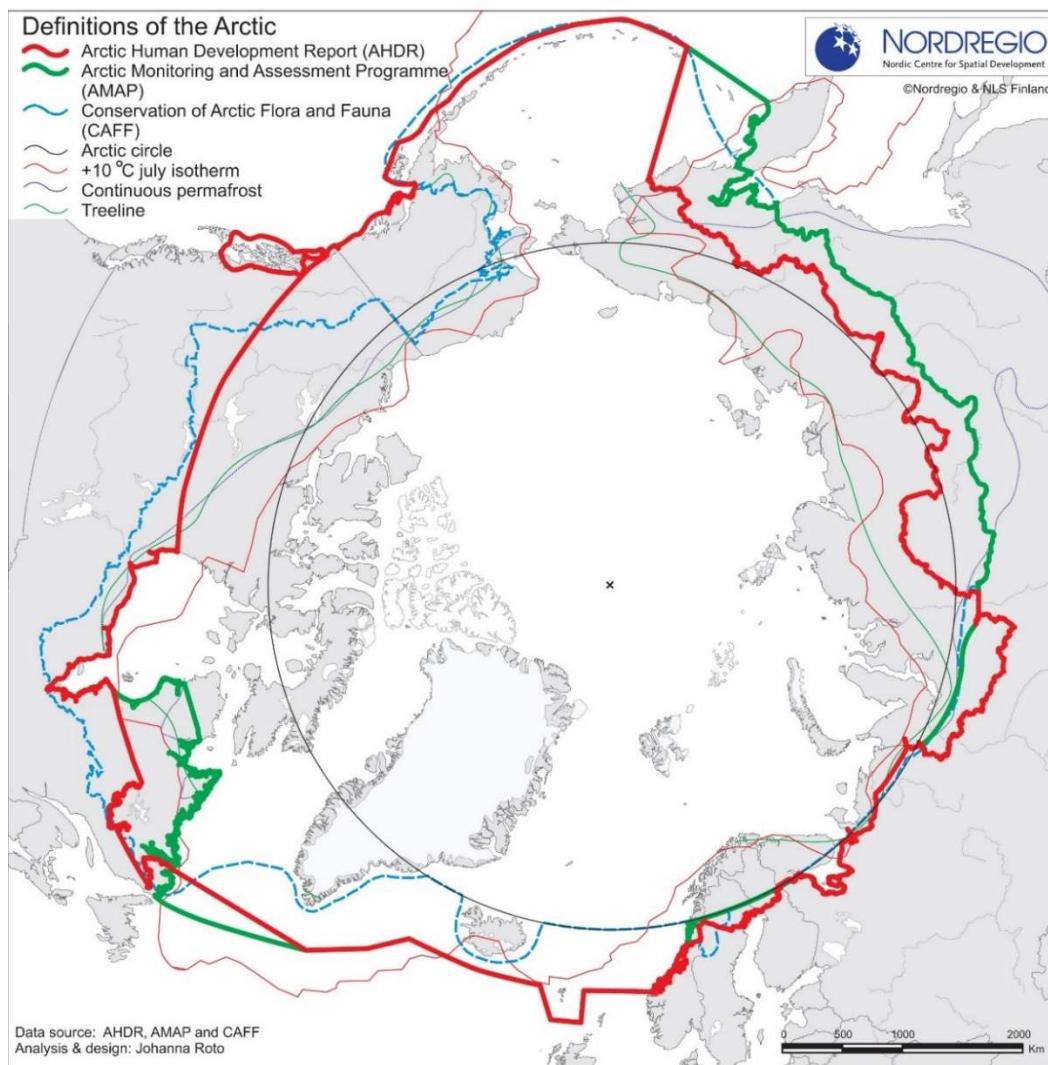 Definitions of the Arctic
Arctic Human Development Report (AHDR)
Arctic Monitoring and Assessment Programme
(AMAP)
Conservation of Arctic Flora and Fauna
(CAFF)
Arctic circle
+10 °C july isotherm
Continuous permafrost
Treeline
NORDREGIO
Nordic Centre for Spatial Development
©Nordregio & NLS Finland
Data source: AHDR, AMAP and CAFF
Analysis & design: Johanna Roto
0 500 1000 2000
Km